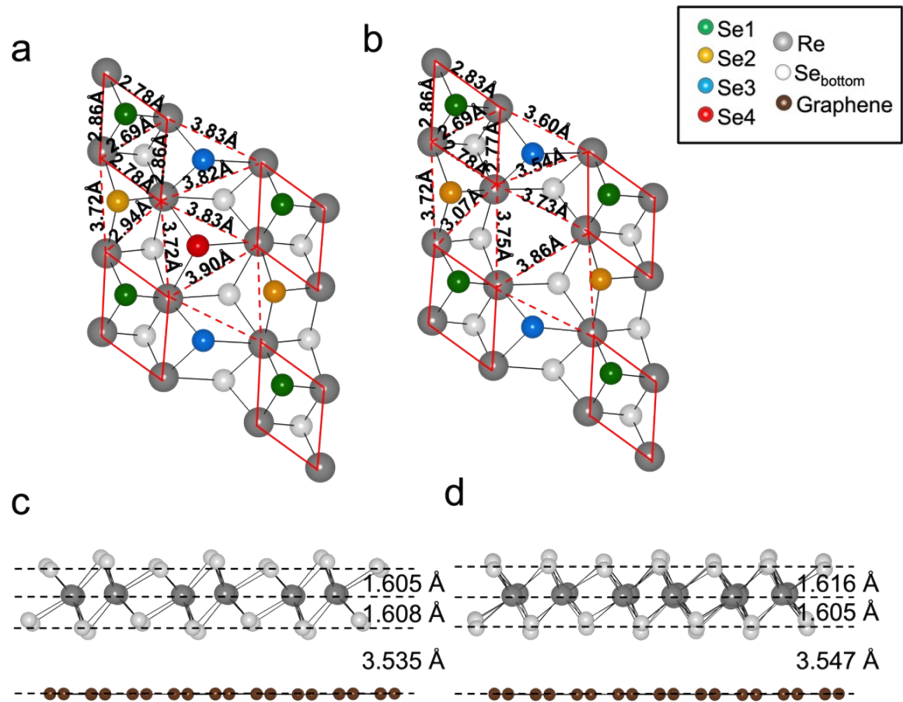 a
b
Se1
Se2
Se3
Se4
Re
Sebottom
Graphene
2.78Å
2.86Å
2.69Å
2.86Å
2.78Å
3.83Å
3.82Å
3.72Å
2.94Å
3.83Å
3.72Å
3.90Å
2.83Å
2.86Å
2.69Å
2.78Å
3.60Å
3.54Å
3.72Å
3.07Å
3.73Å
3.75Å
3.86Å
c
d
1.605 Å
1.608 Å
3.535 Å
1.616 Å
1.605 Å
3.547 Å